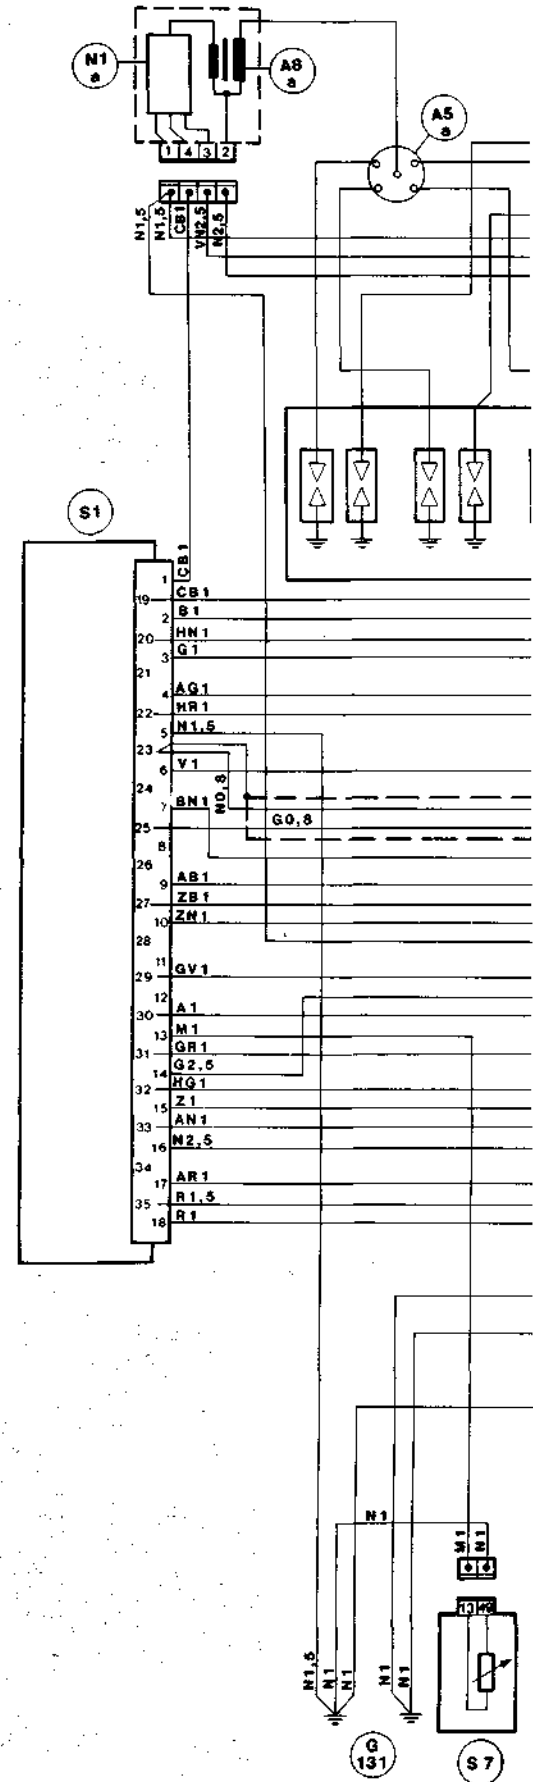 N1
a
A8
a
A5
a
1 4 3 2
N1,5
N1,5
CB1
VN2,5
N2,5
S1
CB1
1
19 CB1
2 B1
20 HN1
3 G1
21
4 AG1
22 HR1
5 N1,5
23
6 V1
24
N0,8
7 BN1
G0,8
25
8
26
9 AB1
27 ZB1
10 ZN1
28
11
29 GV1
12
30 A1
13 M1
31 GR1
14 G2,5
32 HG1
15 Z1
33 AN1
16 N2,5
34
17 AR1
35 R1,5
18 R1
N1
M1
N1
13
N1,5
N1
N1
N1
N1
G
131
S7